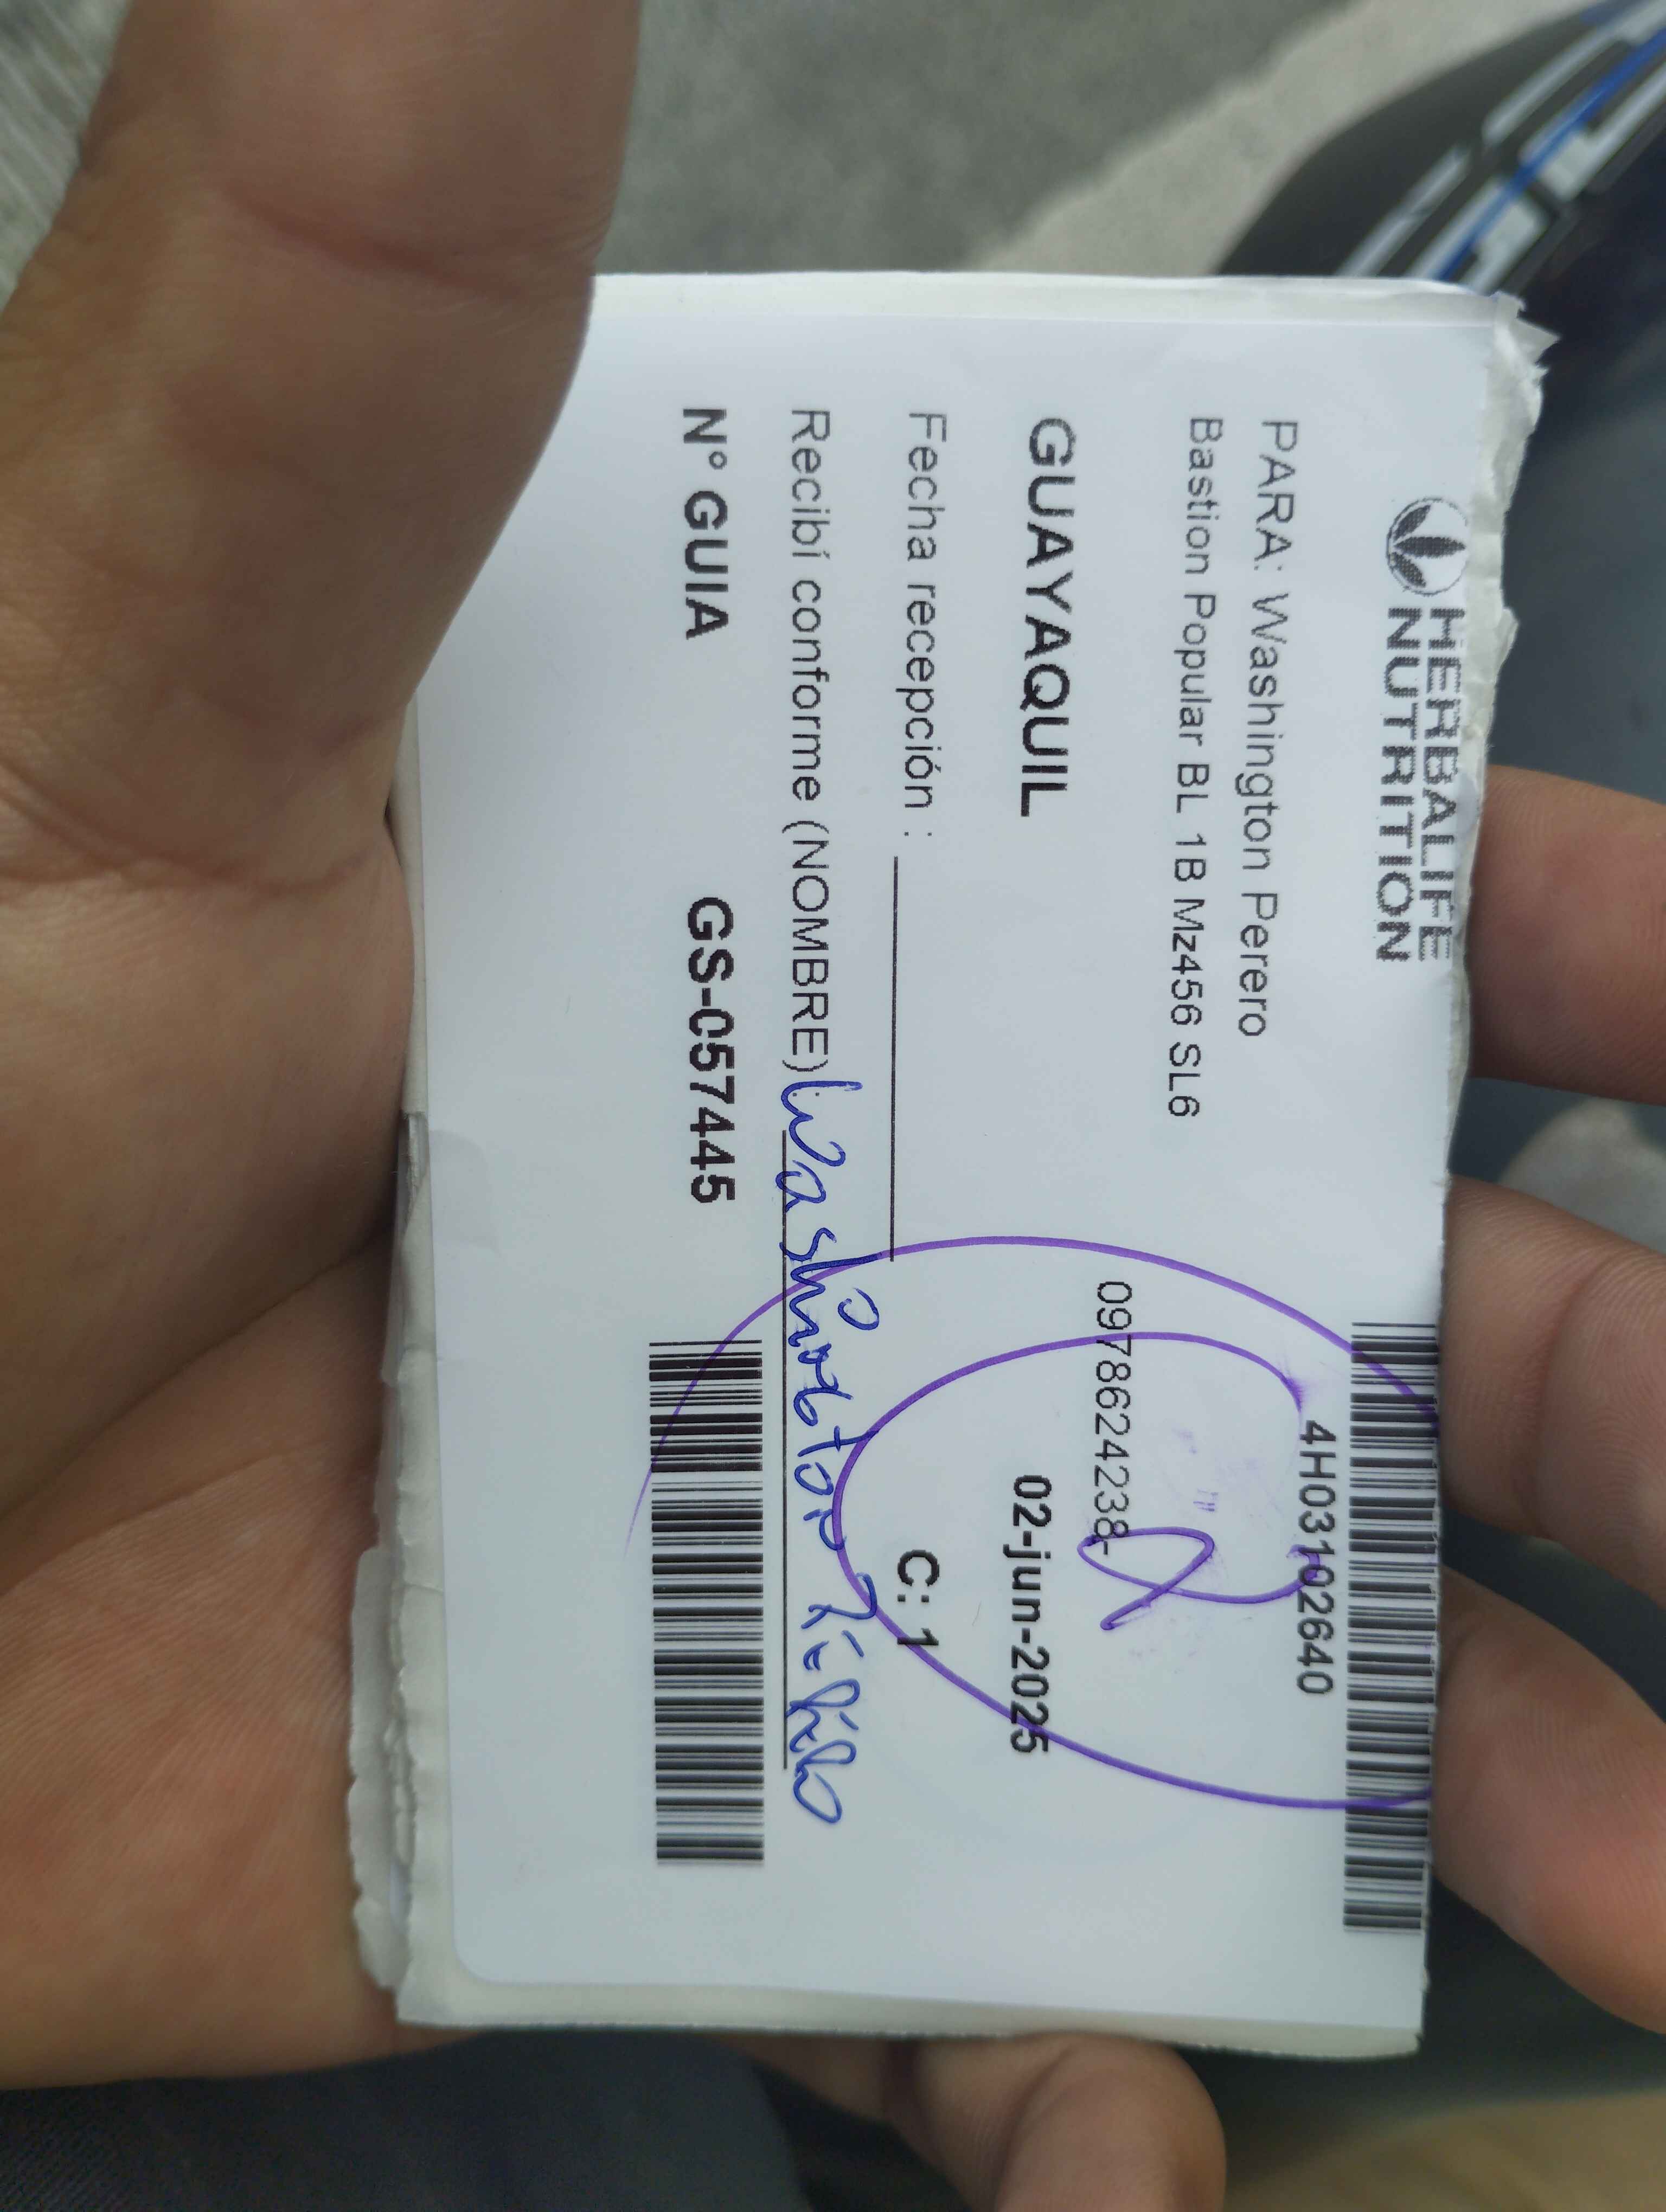 HERBALIFE
NUTRITION
4H03102640
PARA: Washington Perero
Bastion Popular BL 1B Mz456 SL6
0978624238-
GUAYAQUIL
02-jun-2025
Fecha recepción :
C: 1
Recibí conforme (NOMBRE) Washington
N° GUIA GS-057445